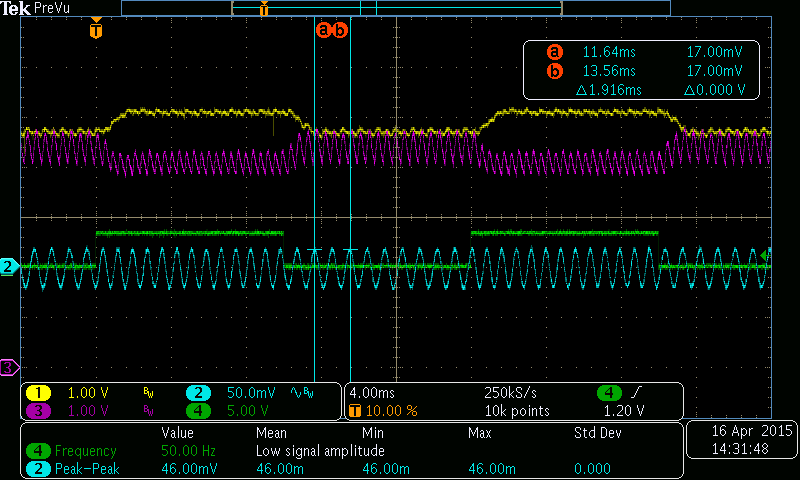 Tek PreVu
T
T
a b
a 11.64ms 17.00mV
b 13.56ms 17.00mV
△1.916ms △0.000 V
2
3
1 1.00 V BW 2 50.0mV BW
3 1.00 V BW 4 5.00 V
4.00ms 250kS/s 4
T 10.00 % 10k points 1.20 V
Value Mean Min Max Std Dev
4 Frequency 50.00 Hz Low signal amplitude
2 Peak-Peak 46.00mV 46.00m 46.00m 46.00m 0.000
16 Apr 2015
14:31:48